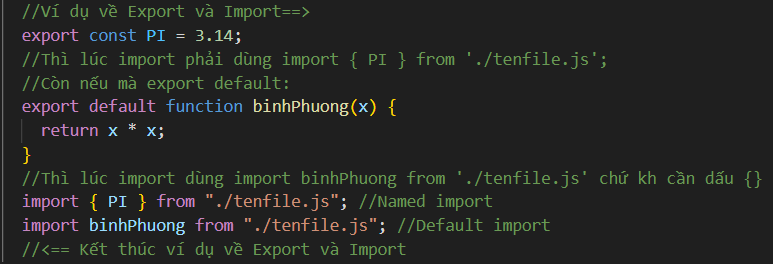 //Ví dụ về Export và Import==>
export const PI = 3.14;
//Thì lúc import phải dùng import { PI } from './tenfile.js';
//Còn nếu mà export default:
export default function binhPhuong(x) {
  return x * x;
}
//Thì lúc import dùng import binhPhuong from './tenfile.js' chứ kh cần dấu {}
import { PI } from "./tenfile.js"; //Named import
import binhPhuong from "./tenfile.js"; //Default import
//<== Kết thúc ví dụ về Export và Import